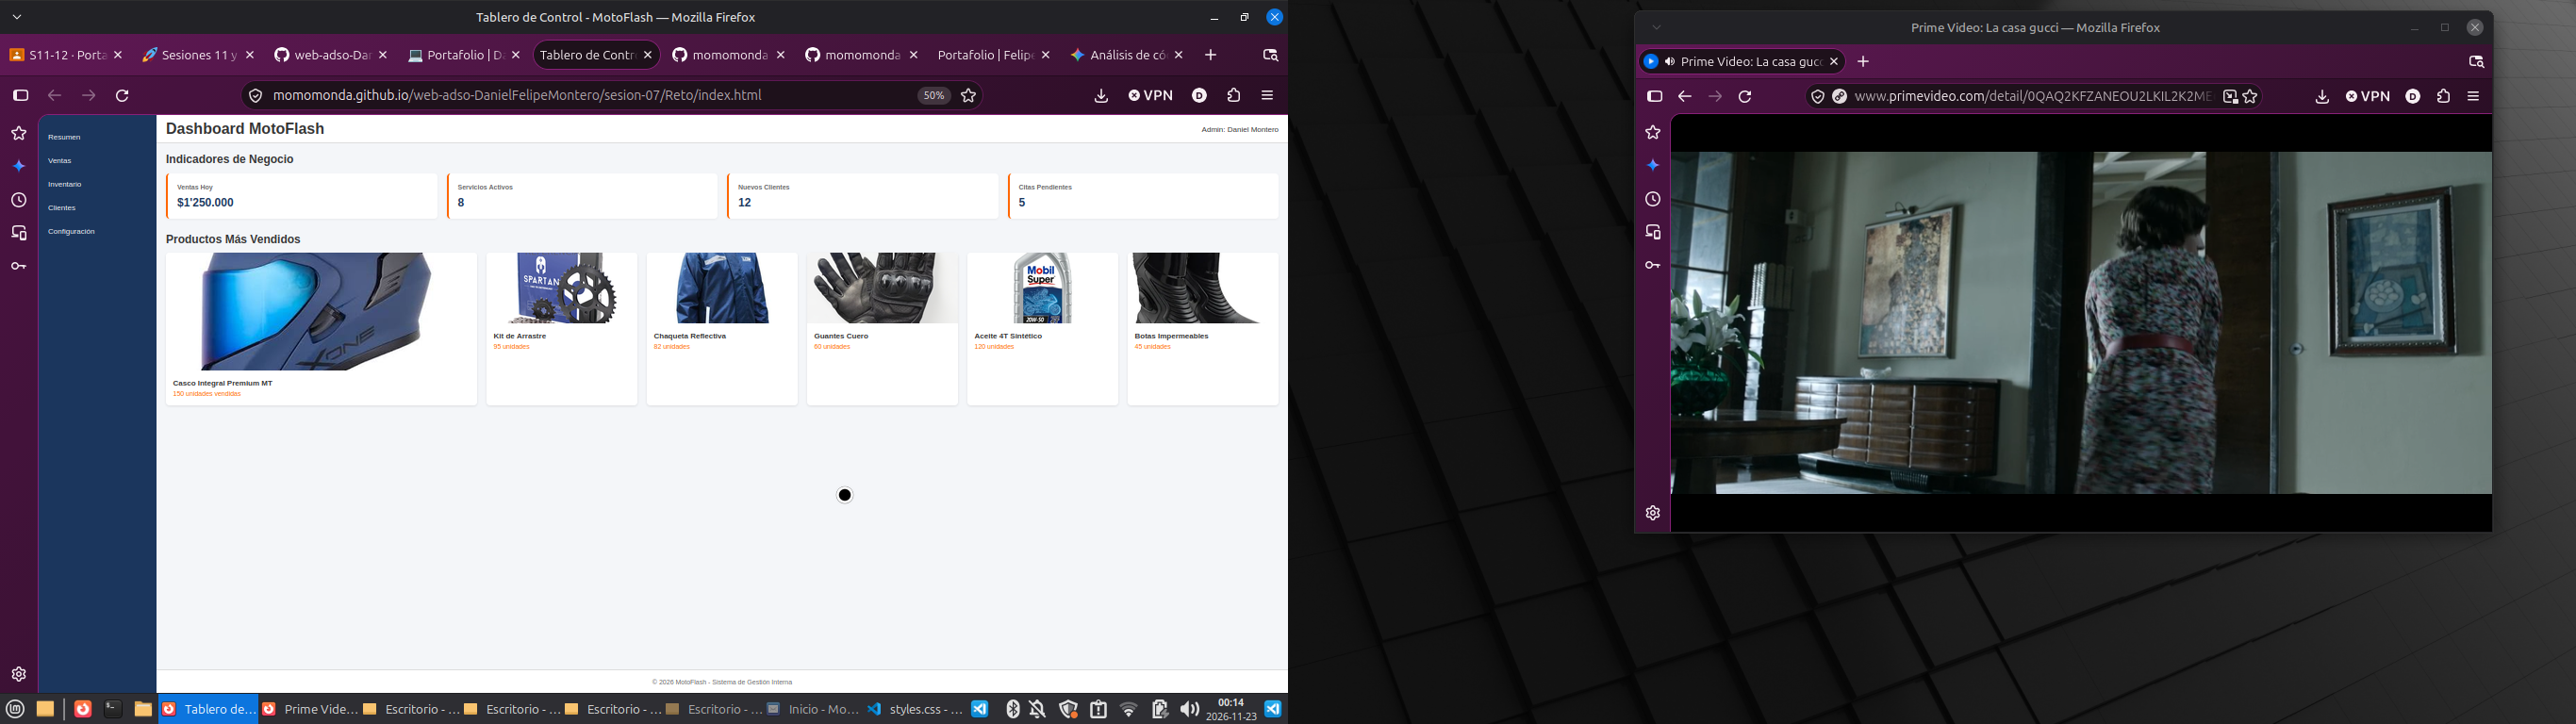 Tablero de Control - MotoFlash — Mozilla Firefox
S11-12 · Porta
Sesiones 11 y
web-adso-Dan
Portafolio | D
Tablero de Contr
momomonda
momomonda
Portafolio | Felipe
Análisis de có
momomonda.github.io/web-adso-DanielFelipeMontero/sesion-07/Reto/index.html
50%
VPN
D
Resumen
Ventas
Inventario
Clientes
Configuración
Dashboard MotoFlash
Admin: Daniel Montero
Indicadores de Negocio
Ventas Hoy
$1'250.000
Servicios Activos
8
Nuevos Clientes
12
Citas Pendientes
5
Productos Más Vendidos
XONE
Casco Integral Premium MT
150 unidades vendidas
SPARTAN
Kit de Arrastre
95 unidades
Chaqueta Reflectiva
82 unidades
Guantes Cuero
60 unidades
Mobil
Super
20W-50
Aceite 4T Sintético
120 unidades
Botas Impermeables
45 unidades
© 2026 MotoFlash - Sistema de Gestión Interna
Tablero de...
Prime Vide...
Escritorio - ...
Escritorio - ...
Escritorio - ...
Escritorio - ...
Inicio - Mo...
styles.css - ...
00:14
2026-11-23
Prime Video: La casa gucci — Mozilla Firefox
Prime Video: La casa gucc
www.primevideo.com/detail/0QAQ2KFZANEOU2LKIL2K2ME
VPN
D